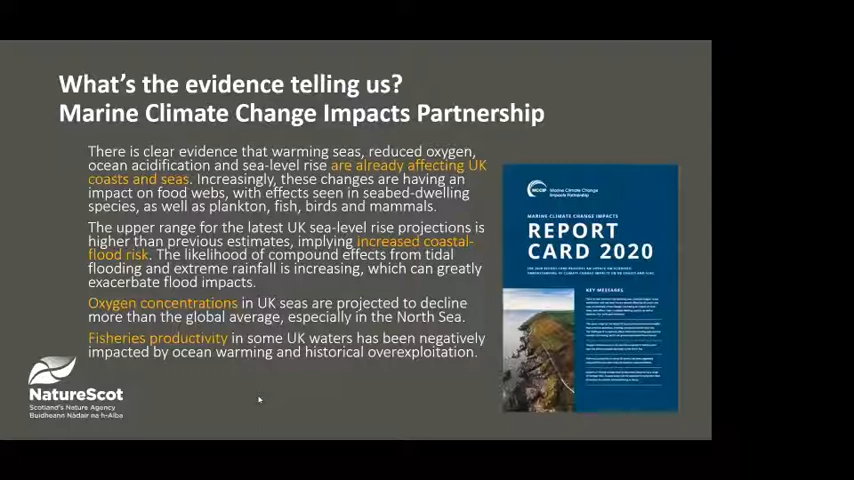 What's the evidence telling us?
Marine Climate Change Impacts Partnership
There is clear evidence that warming seas, reduced oxygen,
ocean acidification and sea-level rise are already affecting UK
coasts and seas. Increasingly, these changes are having an
impact on food webs, with effects seen in seabed-dwelling
species, as well as plankton, fish, birds and mammals.
The upper range for the latest UK sea-level rise projections is
higher than previous estimates, implying increased coastal-
flood risk. The likelihood of compound effects from tidal
flooding and extreme rainfall is increasing, which can greatly
exacerbate flood impacts.
Oxygen concentrations in UK seas are projected to decline
more than the global average, especially in the North Sea.
Fisheries productivity in some UK waters has been negatively
impacted by ocean warming and historical overexploitation.
MCCIP
Marine Climate Change
Impacts Partnership
MARINE CLIMATE CHANGE IMPACTS
REPORT
CARD 2020
KEY MESSAGES
NatureScot
Scotland's Nature Agency
Buidheann Nàdair na h-Alba